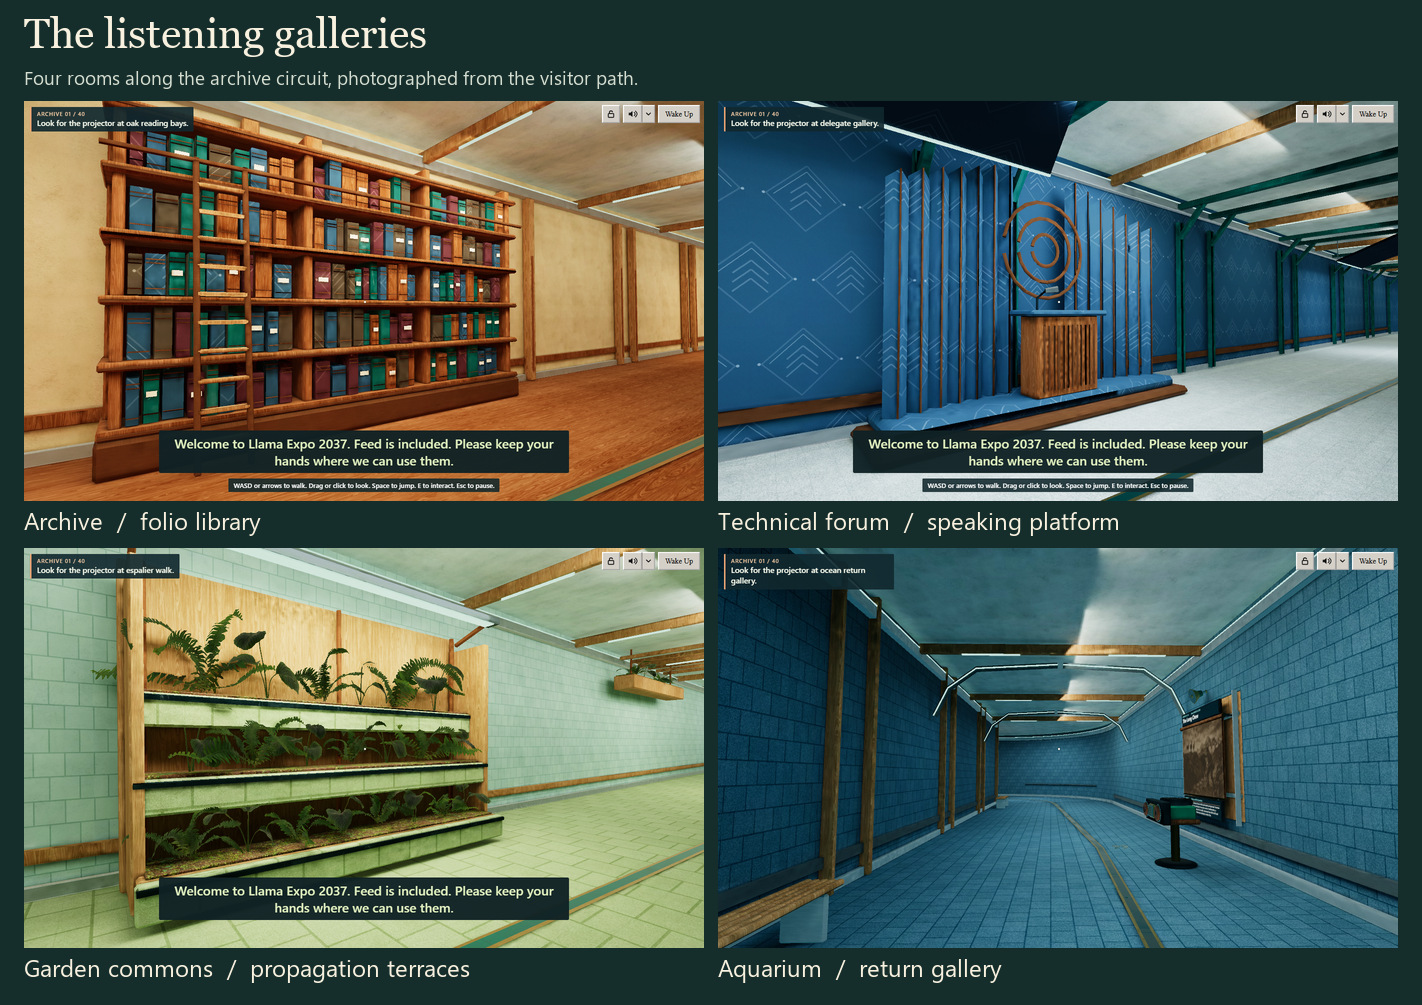 The listening galleries
Four rooms along the archive circuit, photographed from the visitor path.
ARCHIVE 01 / 40
Look for the projector at oak reading bays.
Wake Up
Welcome to Llama Expo 2037. Feed is included. Please keep your
hands where we can use them.
WASD or arrows to walk. Drag or click to look. Space to jump. E to interact. Esc to pause.
Archive / folio library
ARCHIVE 01 / 40
Look for the projector at delegate gallery.
Wake Up
Welcome to Llama Expo 2037. Feed is included. Please keep your
hands where we can use them.
WASD or arrows to walk. Drag or click to look. Space to jump. E to interact. Esc to pause.
Technical forum / speaking platform
ARCHIVE 01 / 40
Look for the projector at espalier walk.
Wake Up
Welcome to Llama Expo 2037. Feed is included. Please keep your
hands where we can use them.
Garden commons / propagation terraces
ARCHIVE 01 / 40
Look for the projector at ocean return
gallery.
Wake Up
Aquarium / return gallery